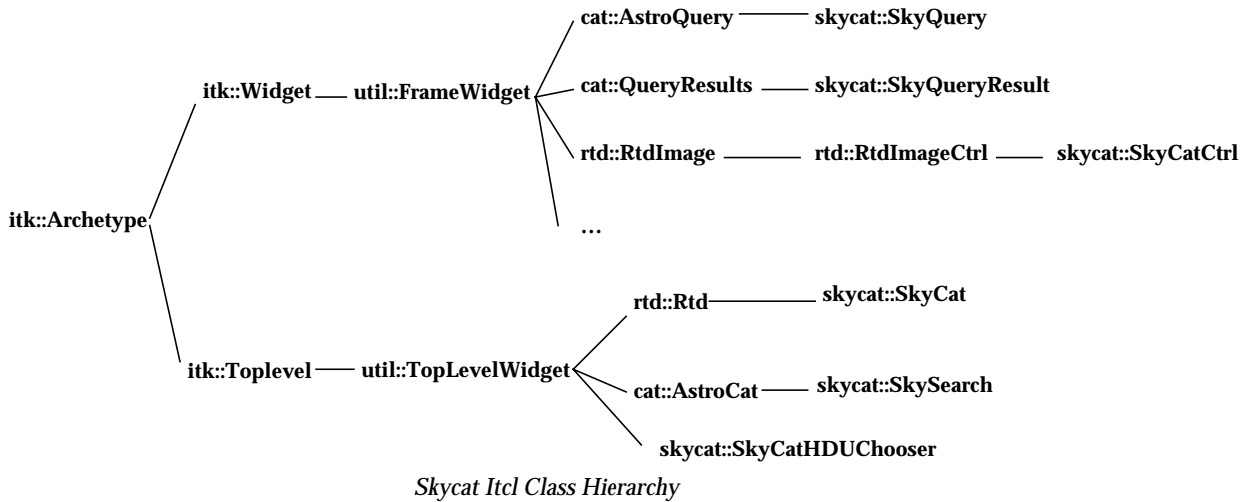 cat::AstroQuery skycat::SkyQuery
itk::Widget util::FrameWidget cat::QueryResults skycat::SkyQueryResult
rtd::RtdImage rtd::RtdImageCtrl skycat::SkyCatCtrl
itk::Archetype
...
rtd::Rtd skycat::SkyCat
itk::Toplevel util::TopLevelWidget
cat::AstroCat skycat::SkySearch
skycat::SkyCatHDUChooser
Skycat Itcl Class Hierarchy